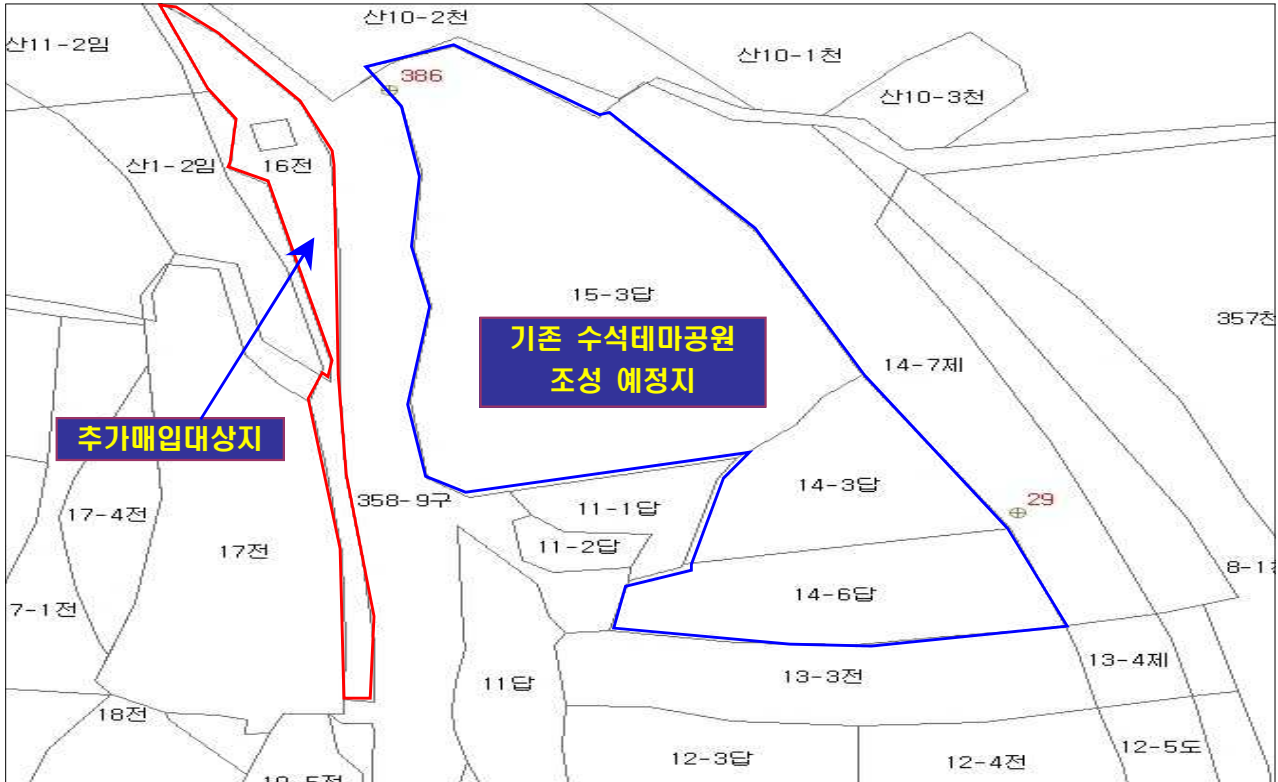 산10-2천
산11-2임
산10-1천
386
산10-3천
산1-2임
16전
15-3답
357천
기존 수석테마공원
조성 예정지
14-7제
추가매입대상지
358-9구
14-3답
29
11-1답
17-4전
11-2답
17전
14-6답
7-1전
13-4제
13-3전
11답
18전
12-5도
12-3답
12-4전